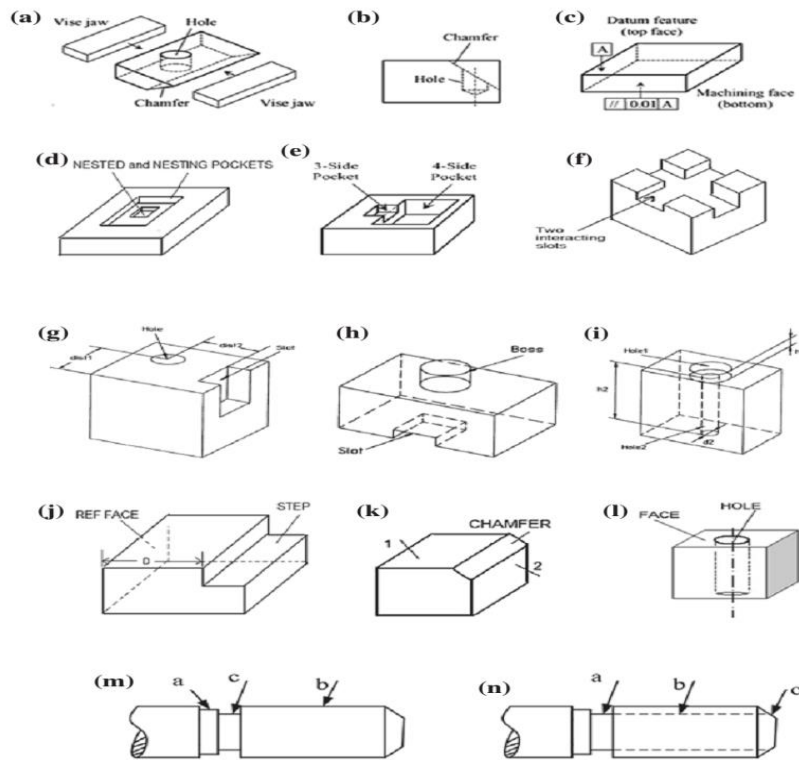 (a)
Vise jaw
Hole
Chamfer
Vise jaw
(b)
Chamfer
Hole
(c)
Datum feature
(top face)
A
Machining face
(bottom)
// 0.01 A
(d)
NESTED and NESTING POCKETS
(e)
3-Side
Pocket
4-Side
Pocket
(f)
Two
interacting
slots
(g)
Hole
dist1
dist2
Slot
(h)
Boss
Slot
(i)
Hole1
h2
Hole2
d2
(j)
REF FACE
STEP
D
(k)
CHAMFER
1
2
(l)
HOLE
FACE
(m)
a
c
b
(n)
a
b
c